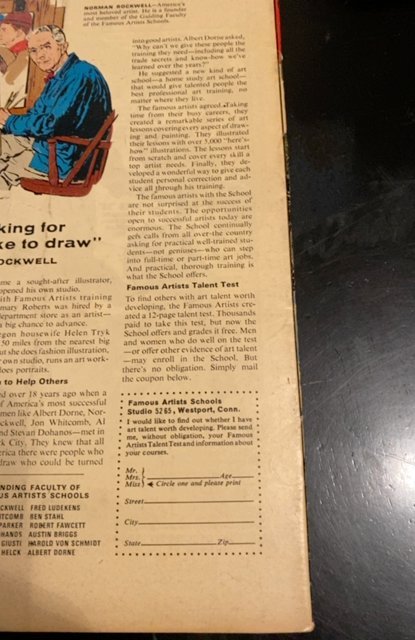 NORMAN ROCKWELL—America's
most beloved artist. He is a founder
and member of the Guiding Faculty
of the Famous Artists Schools.
king for
ke to draw"
OCKWELL
me a sought-after illustrator,
opened his own studio.
ith Famous Artists training
mary Roberts was hired by a
department store as an artist—
a big chance to advance.
egon housewife Helen Tryk
50 miles from the nearest big
ut she does fashion illustration,
own studio, runs an art work-
does portraits.
n to Help Others
ed over 18 years ago when a
f America's most successful
men like Albert Dorne, Nor-
ockwell, Jon Whitcomb, Al
nd Stevan Dohanos—met in
k City. They knew that all
erica there were people who
draw who could be turned
NDING FACULTY OF
US ARTISTS SCHOOLS
CKWELL FRED LUDEKENS
ITCOMB BEN STAHL
PARKER ROBERT FAWCETT
HANOS AUSTIN BRIGGS
GIUSTI HAROLD VON SCHMIDT
HELCK ALBERT DORNE
into good artists. Albert Dorne asked,
"Why can't we give these people the
training they need—including all the
trade secrets and know-how we've
learned over the years?"
He suggested a new kind of art
school—a home study art school—
that would give talented people the
best professional art training, no
matter where they live.
The famous artists agreed. Taking
time from their busy careers, they
created a remarkable series of art
lessons covering every aspect of draw-
ing and painting. They illustrated
their lessons with over 5,000 "here's-
how" illustrations. The lessons start
from scratch and cover every skill a
top artist needs. Finally, they de-
veloped a wonderful way to give each
student personal correction and ad-
vice all through his training.
The famous artists with the School
are not surprised at the success of
their students. The opportunities
open to successful artists today are
enormous. The School continually
gets calls from all over the country
asking for practical well-trained stu-
dents—not geniuses—who can step
into full-time or part-time art jobs.
And practical, thorough training is
what the School offers.
Famous Artists Talent Test
To find others with art talent worth
developing, the Famous Artists cre-
ated a 12-page talent test. Thousands
paid to take this test, but now the
School offers and grades it free. Men
and women who do well on the test
—or offer other evidence of art talent
—may enroll in the School. But
there's no obligation. Simply mail
the coupon below.
Famous Artists Schools
Studio 5265, Westport, Conn.
I would like to find out whether I have
art talent worth developing. Please send
me, without obligation, your Famous
Artists Talent Test and information about
your courses.
Mr.
Mrs. Age
Miss Circle one and please print
Street
City
State Zip